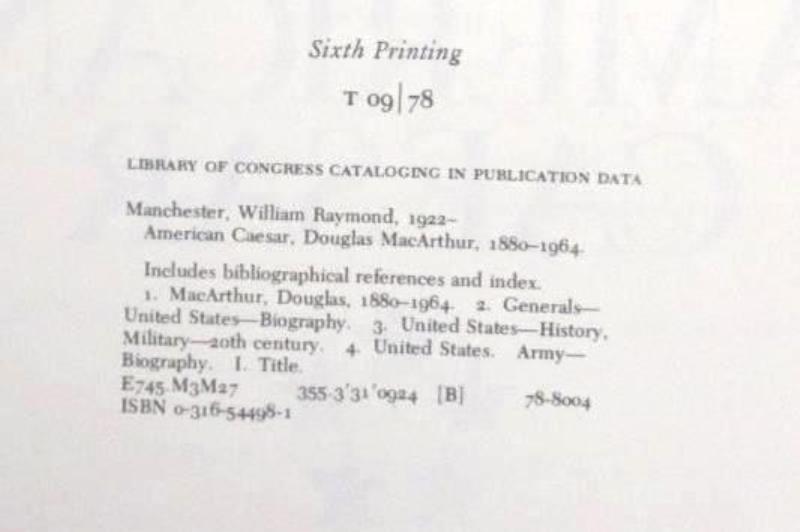 Sixth Printing
T 09|78
LIBRARY OF CONGRESS CATALOGING IN PUBLICATION DATA
Manchester, William Raymond, 1922–
American Caesar, Douglas MacArthur, 1880–1964.
Includes bibliographical references and index.
1. MacArthur, Douglas, 1880–1964. 2. Generals—
United States—Biography. 3. United States—History,
Military—20th century. 4. United States. Army—
Biography. I. Title.
E745.M3M27 355.3'31'0924 [B] 78-8004
ISBN 0-316-54498-1